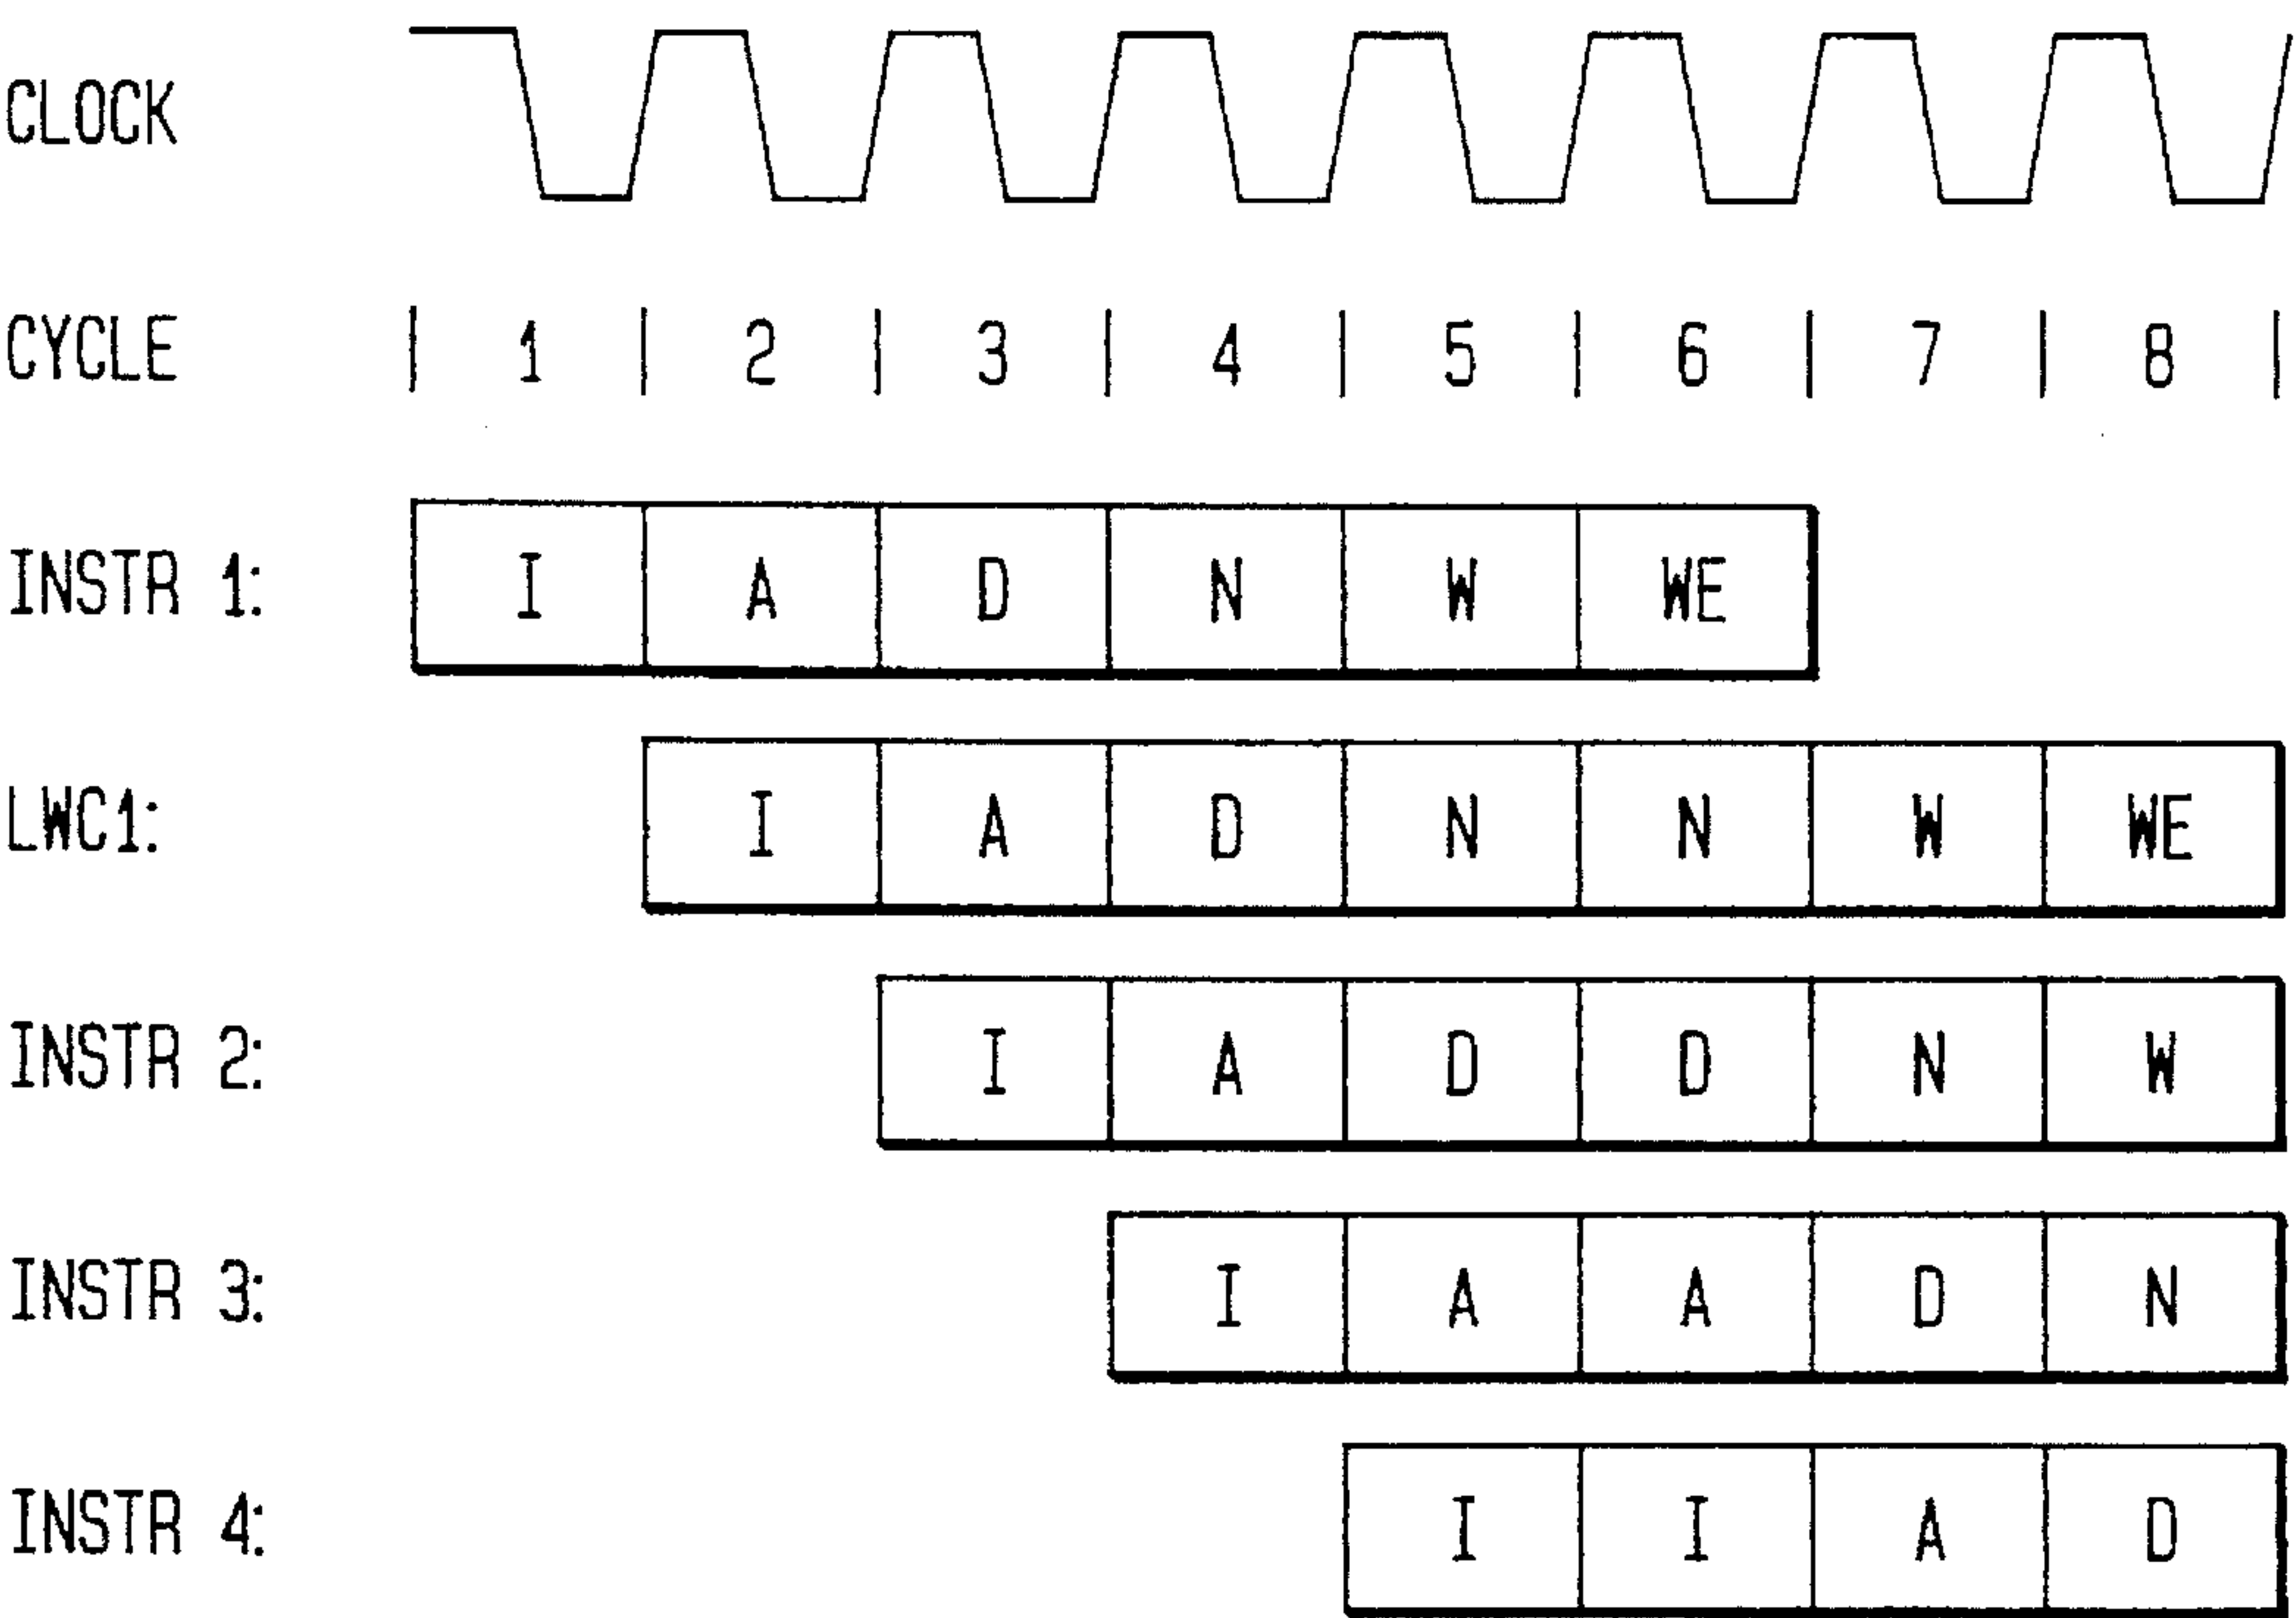 CLOCK
CYCLE | 1 | 2 | 3 | 4 | 5 | 6 | 7 | 8 |
INSTR 1: I A D N W WE
LWC1: I A D N N W WE
INSTR 2: I A D D N W
INSTR 3: I A A D N
INSTR 4: I I A D